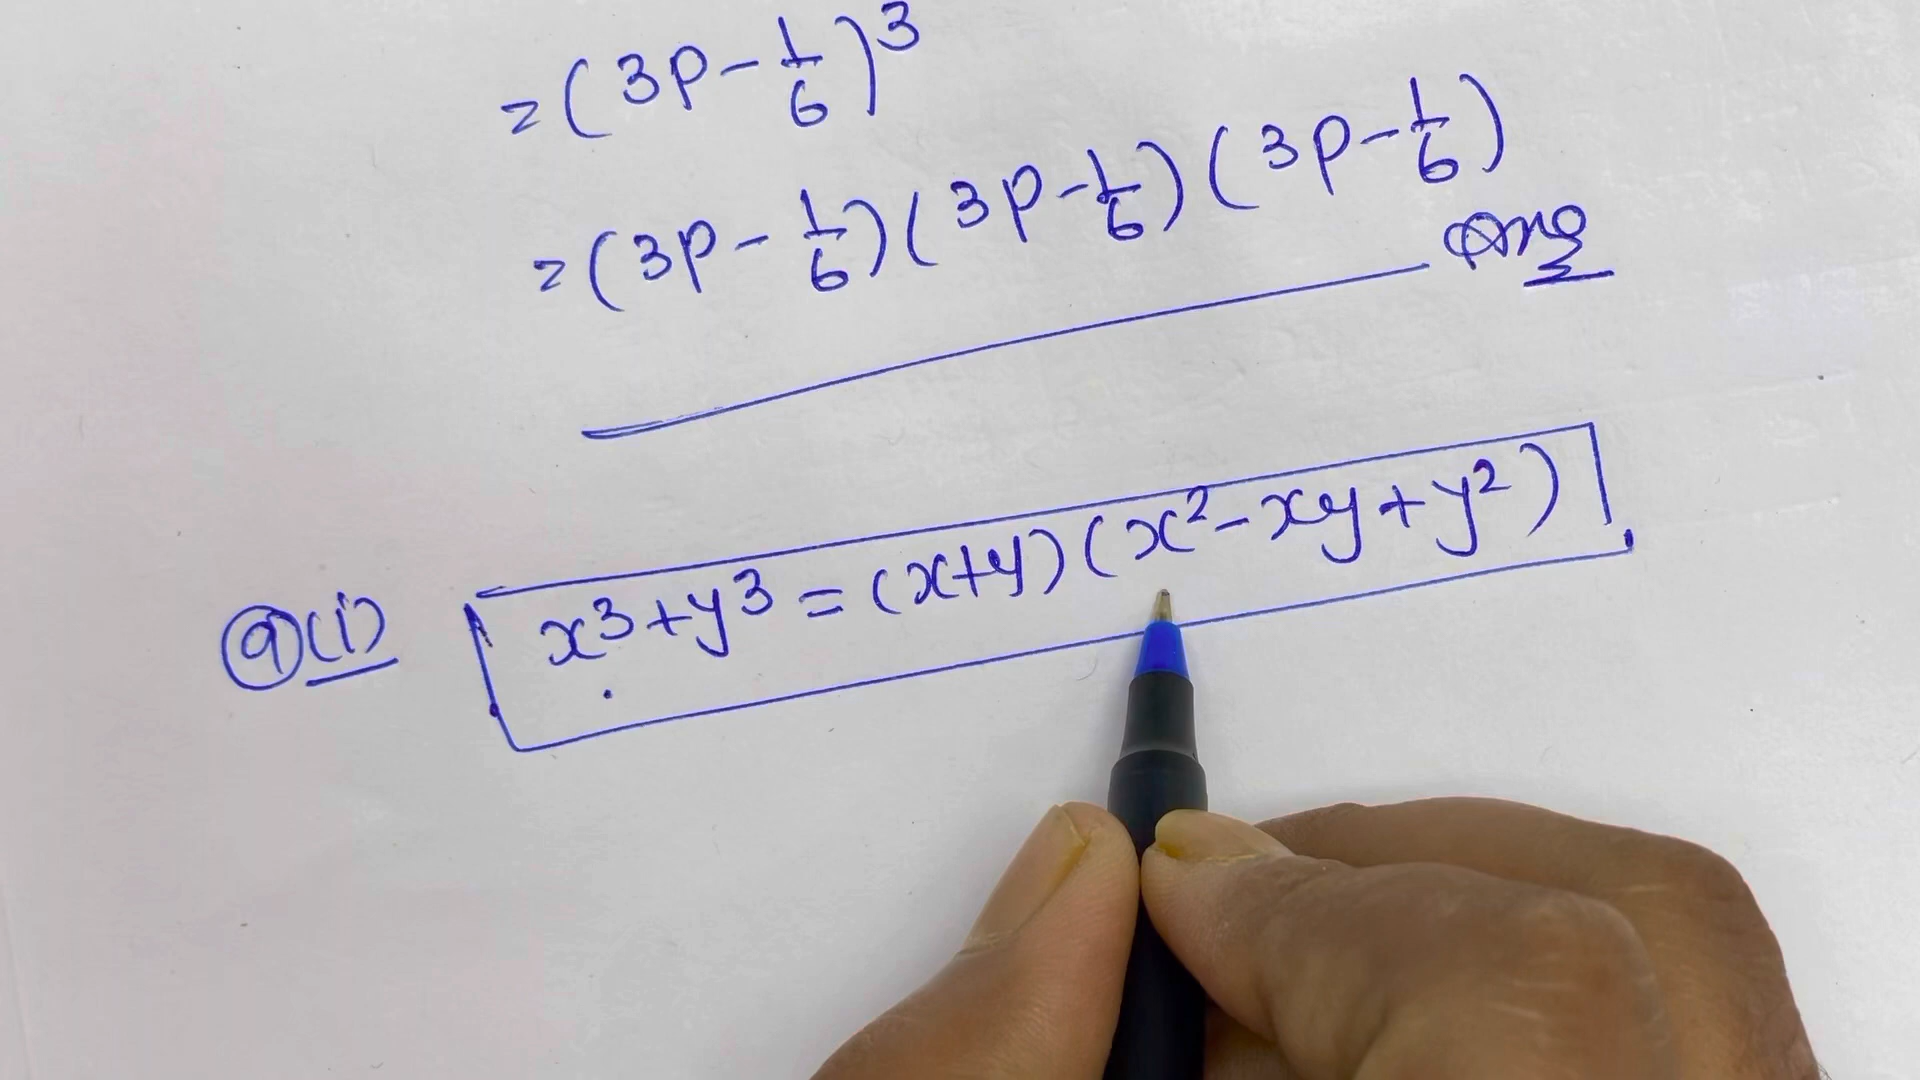 = (3p - 1/6)³
= (3p - 1/6)(3p - 1/6)(3p - 1/6)
Ans
9(i) x³+y³ = (x+y)(x²-xy+y²)